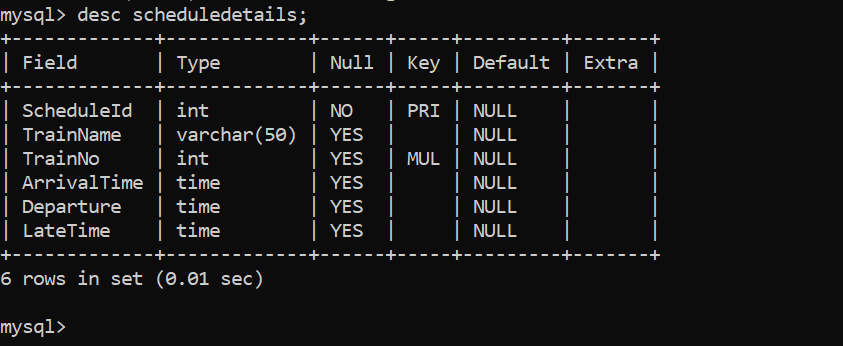 mysql> desc scheduledetails;
+-------------+-------------+------+-----+---------+-------+
| Field       | Type        | Null | Key | Default | Extra |
+-------------+-------------+------+-----+---------+-------+
| ScheduleId  | int         | NO   | PRI | NULL    |       |
| TrainName   | varchar(50) | YES  |     | NULL    |       |
| TrainNo     | int         | YES  | MUL | NULL    |       |
| ArrivalTime | time        | YES  |     | NULL    |       |
| Departure   | time        | YES  |     | NULL    |       |
| LateTime    | time        | YES  |     | NULL    |       |
+-------------+-------------+------+-----+---------+-------+
6 rows in set (0.01 sec)
mysql>